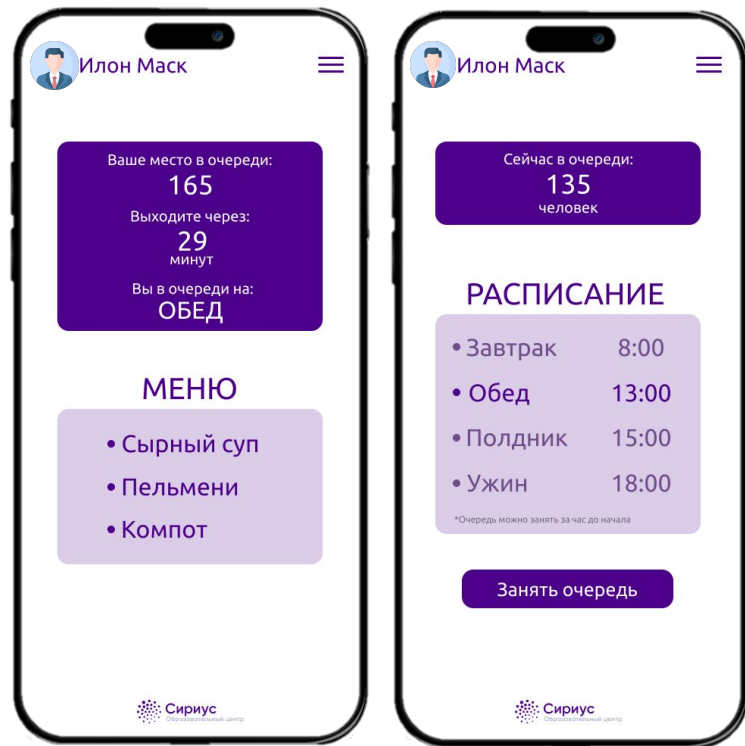 Илон Маск
Ваше место в очереди:
165
Выходите через:
29
минут
Вы в очереди на:
ОБЕД
МЕНЮ
• Сырный суп
• Пельмени
• Компот
Сириус
Образовательный центр
Илон Маск
Сейчас в очереди:
135
человек
РАСПИСАНИЕ
• Завтрак 8:00
• Обед 13:00
• Полдник 15:00
• Ужин 18:00
*Очередь можно занять за час до начала
Занять очередь
Сириус
Образовательный центр